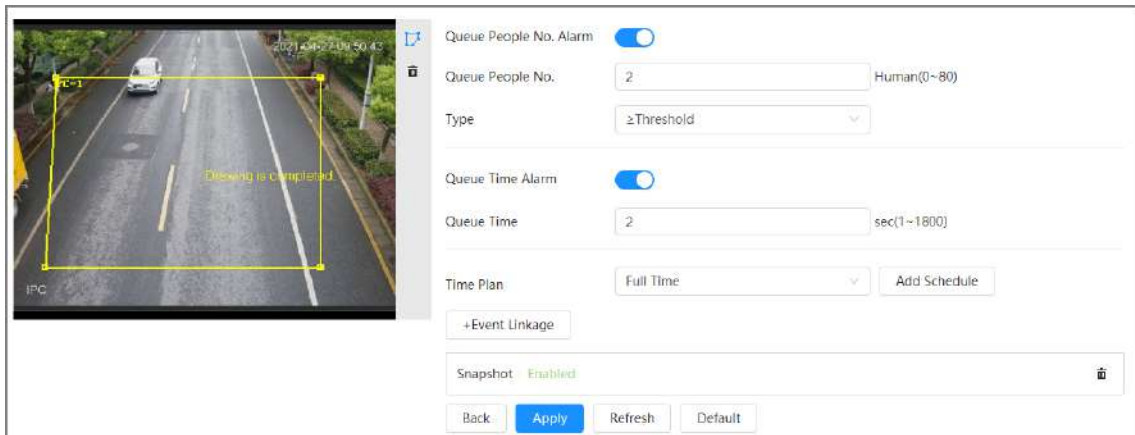 2021-04-27 09:50:43
PC=1
Drawing is completed.
IPC
Queue People No. Alarm
Queue People No. 2 Human(0~80)
Type ≥Threshold
Queue Time Alarm
Queue Time 2 sec(1~1800)
Time Plan Full Time Add Schedule
+Event Linkage
Snapshot Enabled
Back Apply Refresh Default